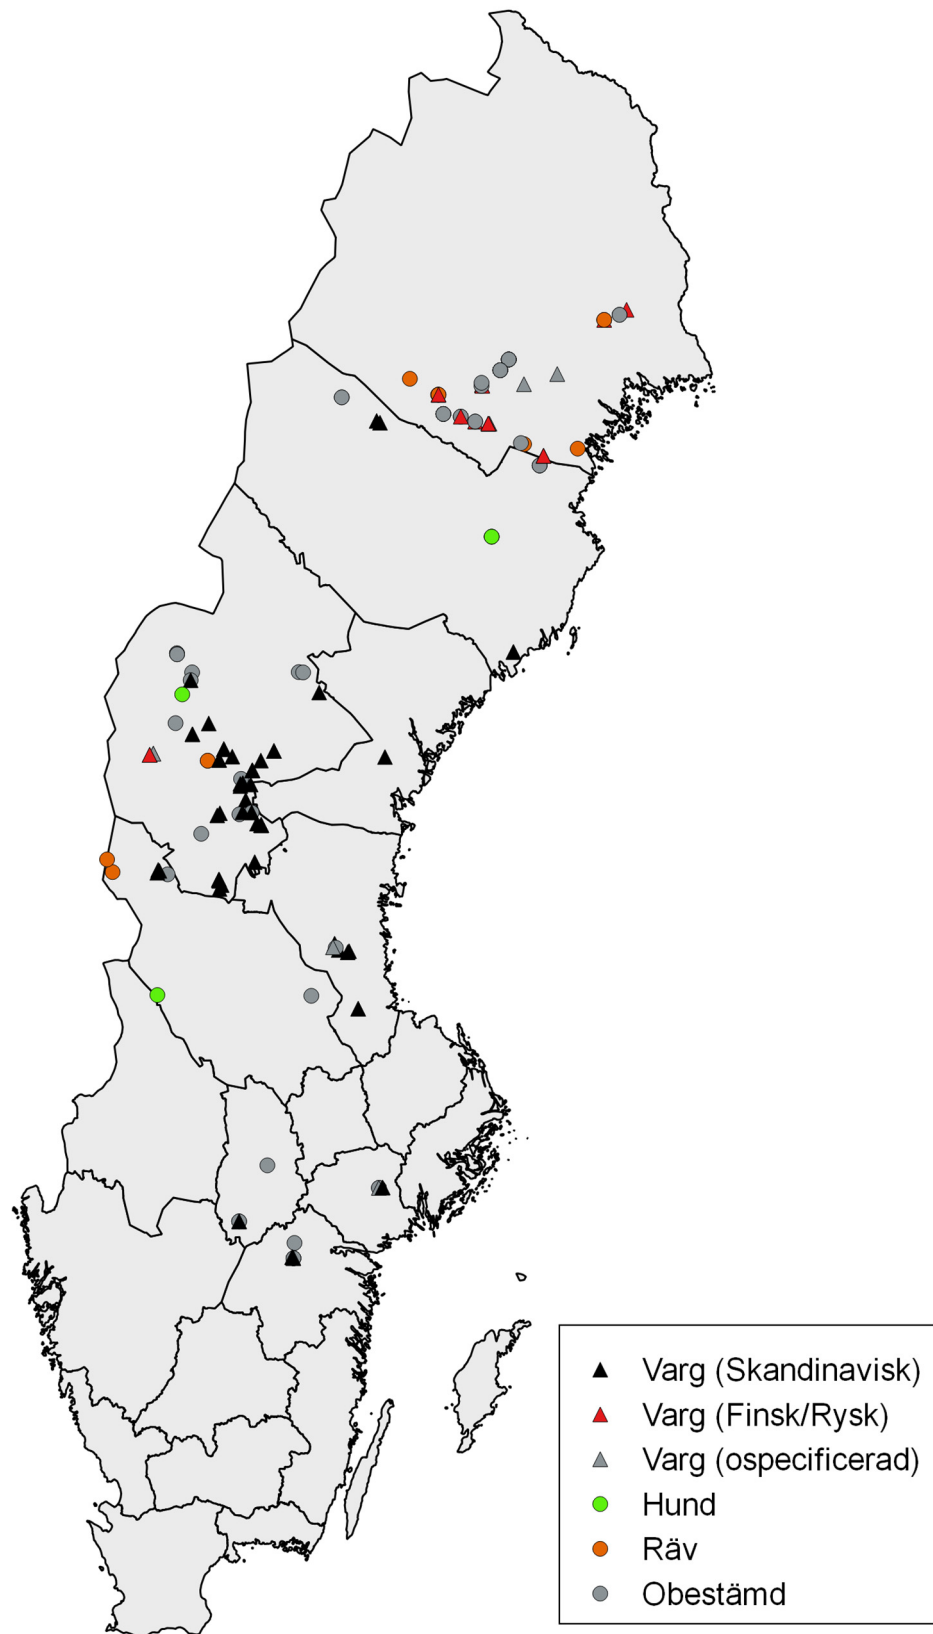 Varg (Skandinavisk)
Varg (Finsk/Rysk)
Varg (ospecificerad)
Hund
Räv
Obestämd